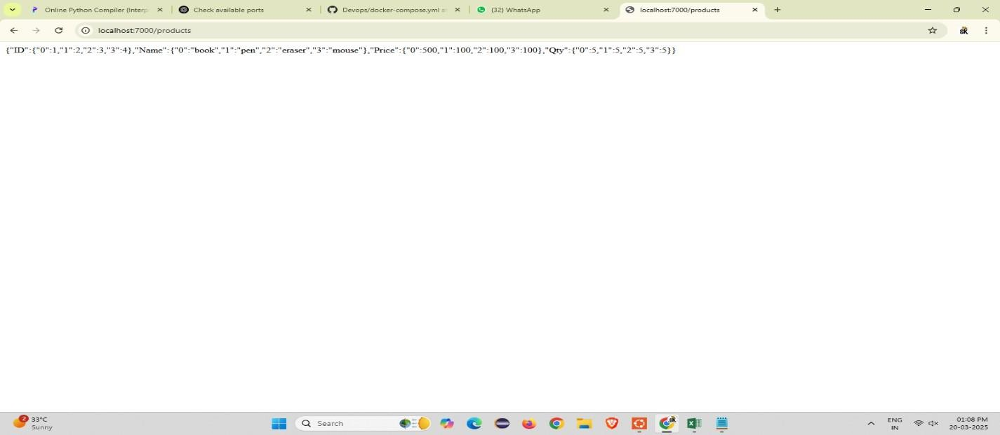 Online Python Compiler (Interp
Check available ports
Devops/docker-compose.yml at
(32) WhatsApp
localhost:7000/products
localhost:7000/products
sk
{"ID":{"0":1,"1":2,"2":3,"3":4},"Name":{"0":"book","1":"pen","2":"eraser","3":"mouse"},"Price":{"0":500,"1":100,"2":100,"3":100},"Qty":{"0":5,"1":5,"2":5,"3":5}}
2
33°C
Sunny
Search
ENG
IN
01:08 PM
20-03-2025